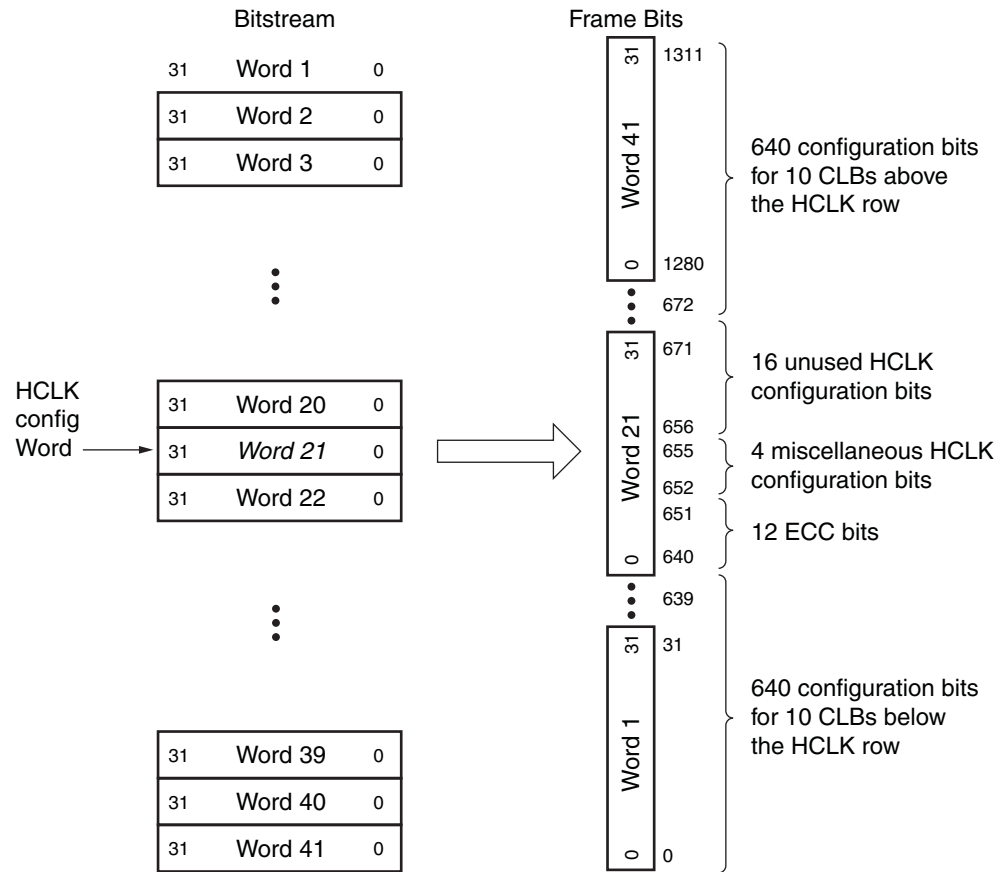 Bitstream
31 Word 1 0
31 Word 2 0
31 Word 3 0
HCLK
config
Word
31 Word 20 0
31 Word 21 0
31 Word 22 0
31 Word 39 0
31 Word 40 0
31 Word 41 0
Frame Bits
31 1311
Word 41
0 1280
640 configuration bits
for 10 CLBs above
the HCLK row
672
31 671
Word 21
656
16 unused HCLK
configuration bits
655
652
4 miscellaneous HCLK
configuration bits
651
0 640
12 ECC bits
639
31 31
Word 1
0 0
640 configuration bits
for 10 CLBs below
the HCLK row